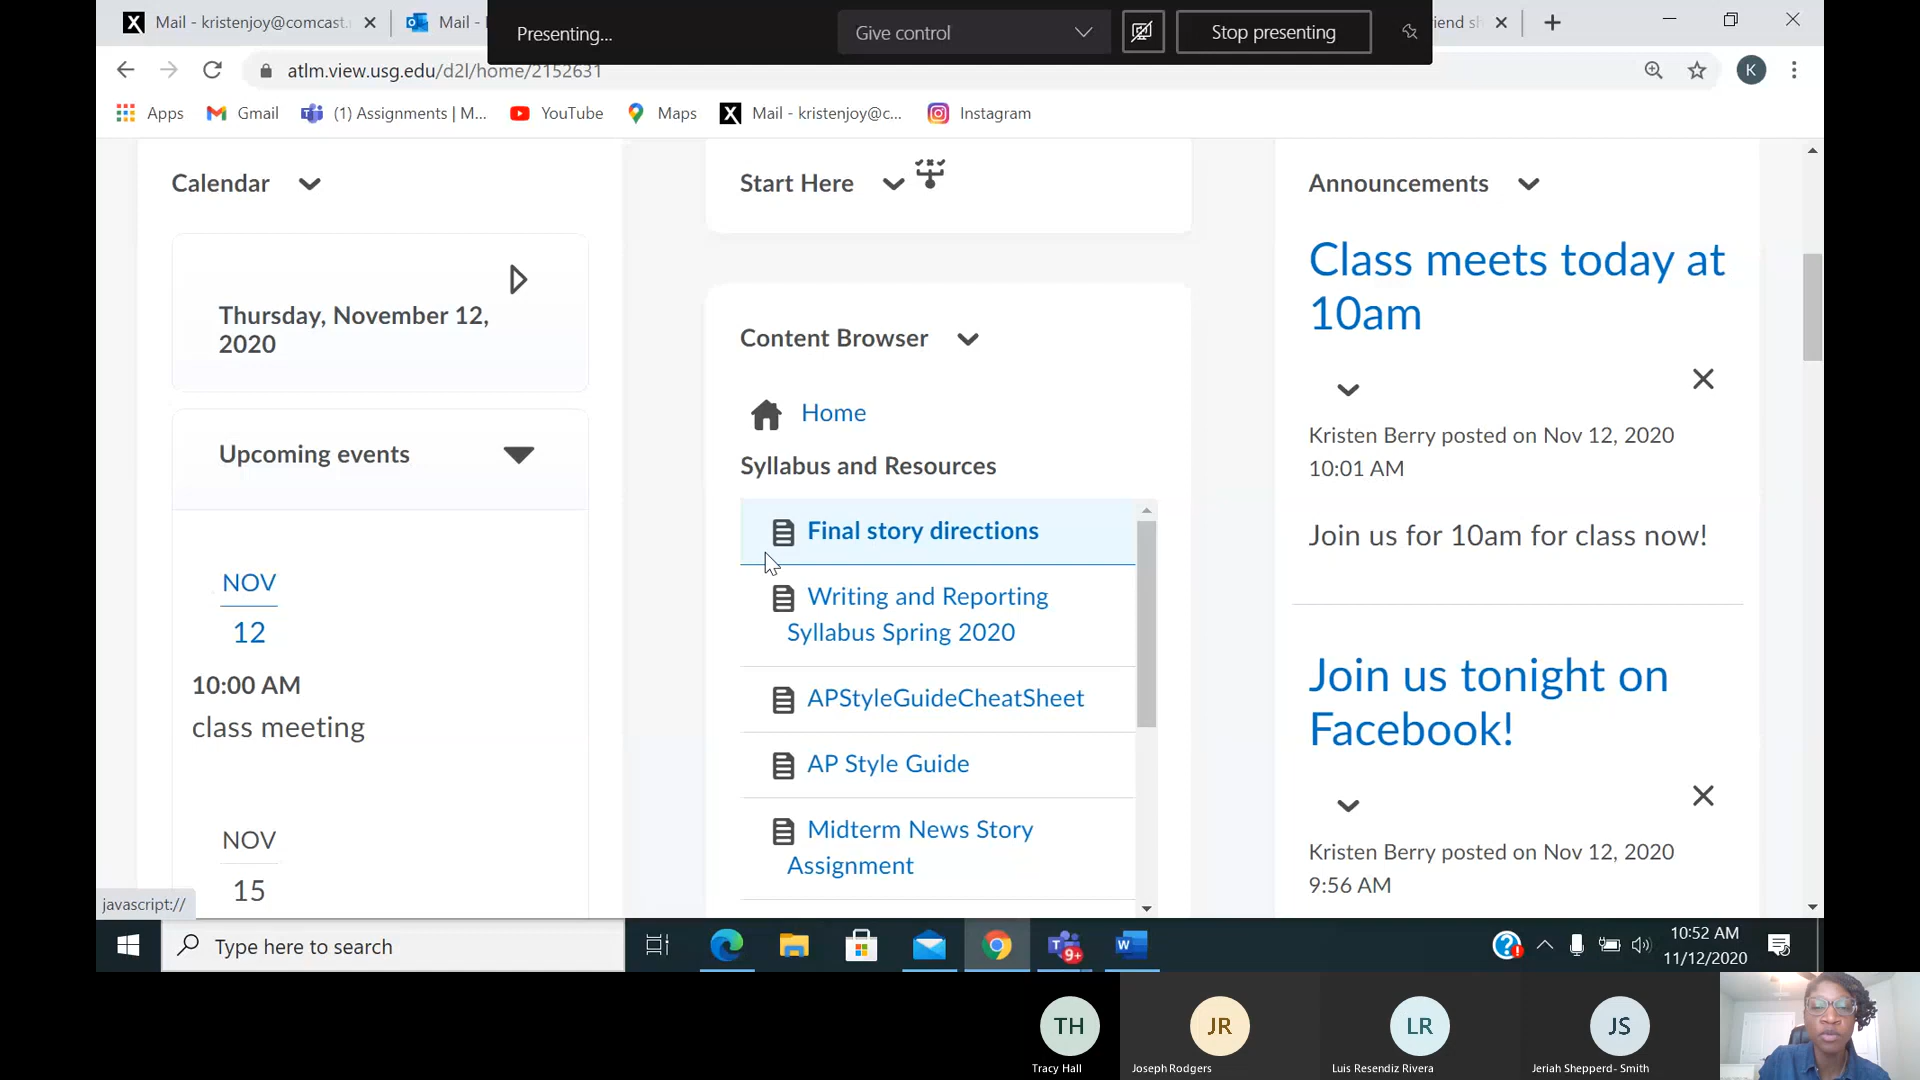 Mail - kristenjoy@comcast.
Mail -
Presenting...
Give control
Stop presenting
iend s
atlm.view.usg.edu/d2l/home/2152631
K
Apps
Gmail
(1) Assignments | M...
YouTube
Maps
Mail - kristenjoy@c...
Instagram
Calendar
Thursday, November 12,
2020
Upcoming events
NOV
12
10:00 AM
class meeting
NOV
15
javascript://
Start Here
Content Browser
Home
Syllabus and Resources
Final story directions
Writing and Reporting
Syllabus Spring 2020
APStyleGuideCheatSheet
AP Style Guide
Midterm News Story
Assignment
Announcements
Class meets today at
10am
Kristen Berry posted on Nov 12, 2020
10:01 AM
Join us for 10am for class now!
Join us tonight on
Facebook!
Kristen Berry posted on Nov 12, 2020
9:56 AM
Type here to search
9+
10:52 AM
11/12/2020
TH
JR
LR
JS
Tracy Hall
Joseph Rodgers
Luis Resendiz Rivera
Jeriah Shepperd- Smith